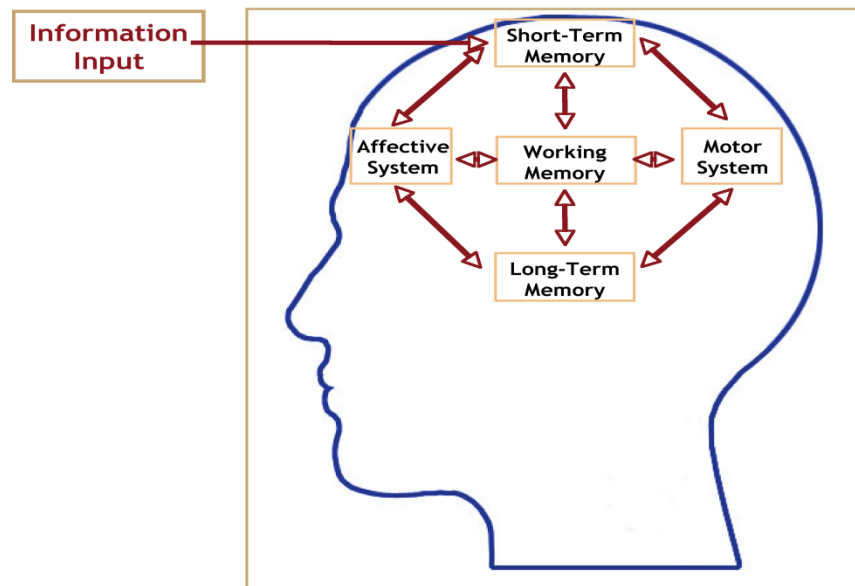 Information
Input
Short-Term
Memory
Affective
System
Working
Memory
Motor
System
Long-Term
Memory